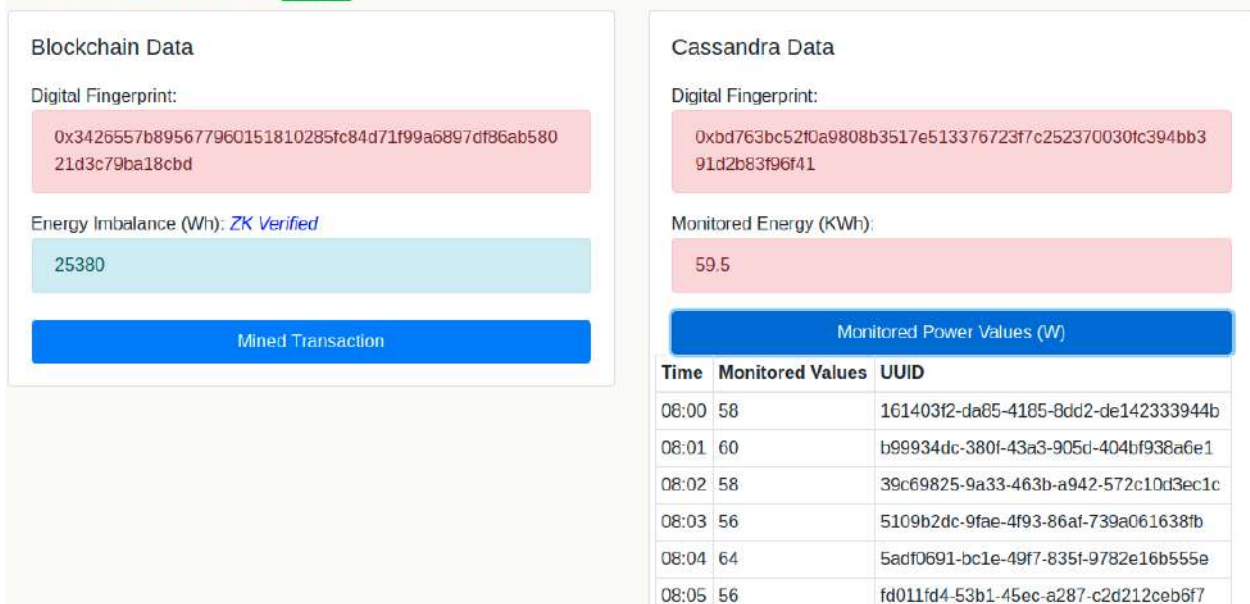 Blockchain Data
Digital Fingerprint:
0x3426557b895677960151810285fc84d71f99a6897df86ab580
21d3c79ba18cbd
Energy Imbalance (Wh): ZK Verified
25380
Mined Transaction
Cassandra Data
Digital Fingerprint:
0xbd763bc52f0a9808b3517e513376723f7c252370030fc394bb3
91d2b83f96f41
Monitored Energy (KWh):
59.5
Monitored Power Values (W)
Time Monitored Values UUID
08:00 58 161403f2-da85-4185-8dd2-de142333944b
08:01 60 b99934dc-380f-43a3-905d-404bf938a6e1
08:02 58 39c69825-9a33-463b-a942-572c10d3ec1c
08:03 56 5109b2dc-9fae-4f93-86af-739a061638fb
08:04 64 5adf0691-bc1e-49f7-835f-9782e16b555e
08:05 56 fd011fd4-53b1-45ec-a287-c2d212ceb6f7